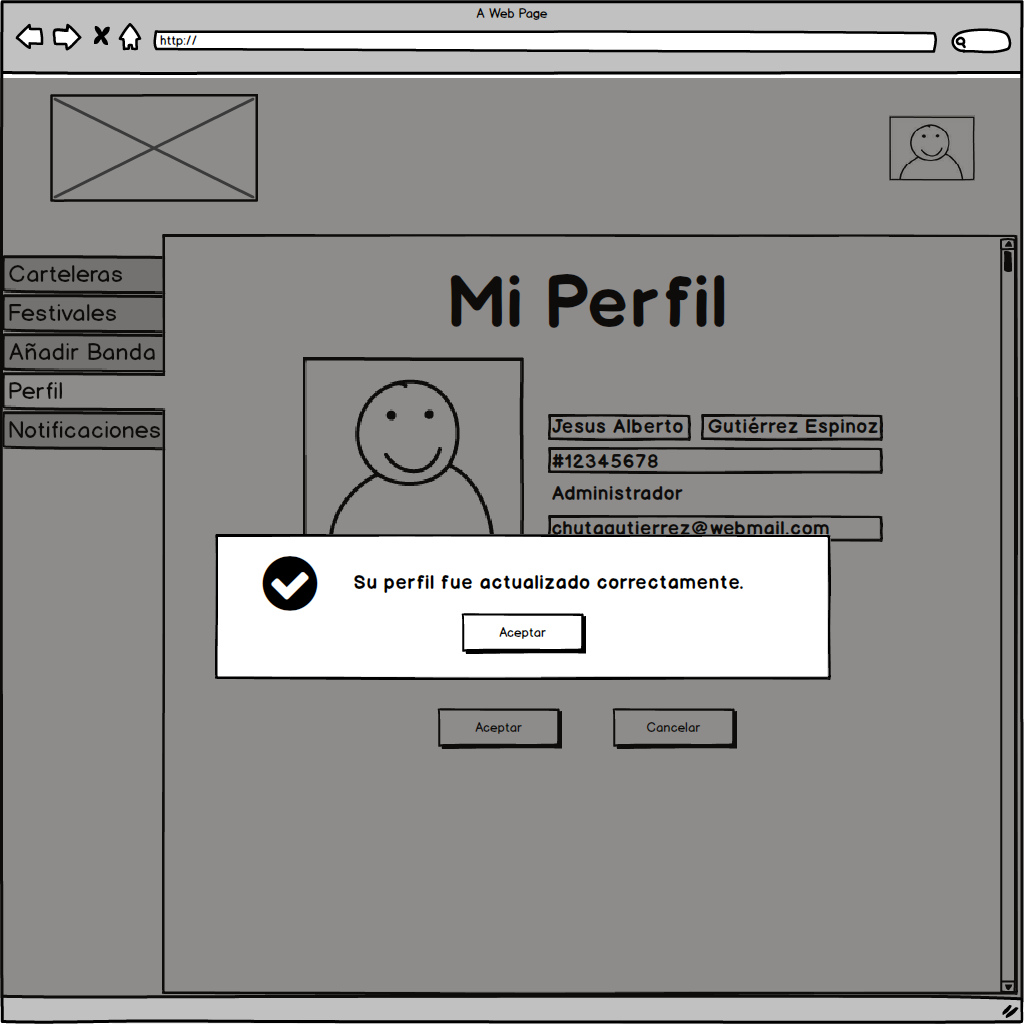 A Web Page
http://
Carteleras
Festivales
Añadir Banda
Perfil
Notificaciones
Mi Perfil
Jesus Alberto Gutiérrez Espinoz
#12345678
Administrador
chutagutierrez@webmail.com
Su perfil fue actualizado correctamente.
Aceptar
Aceptar Cancelar